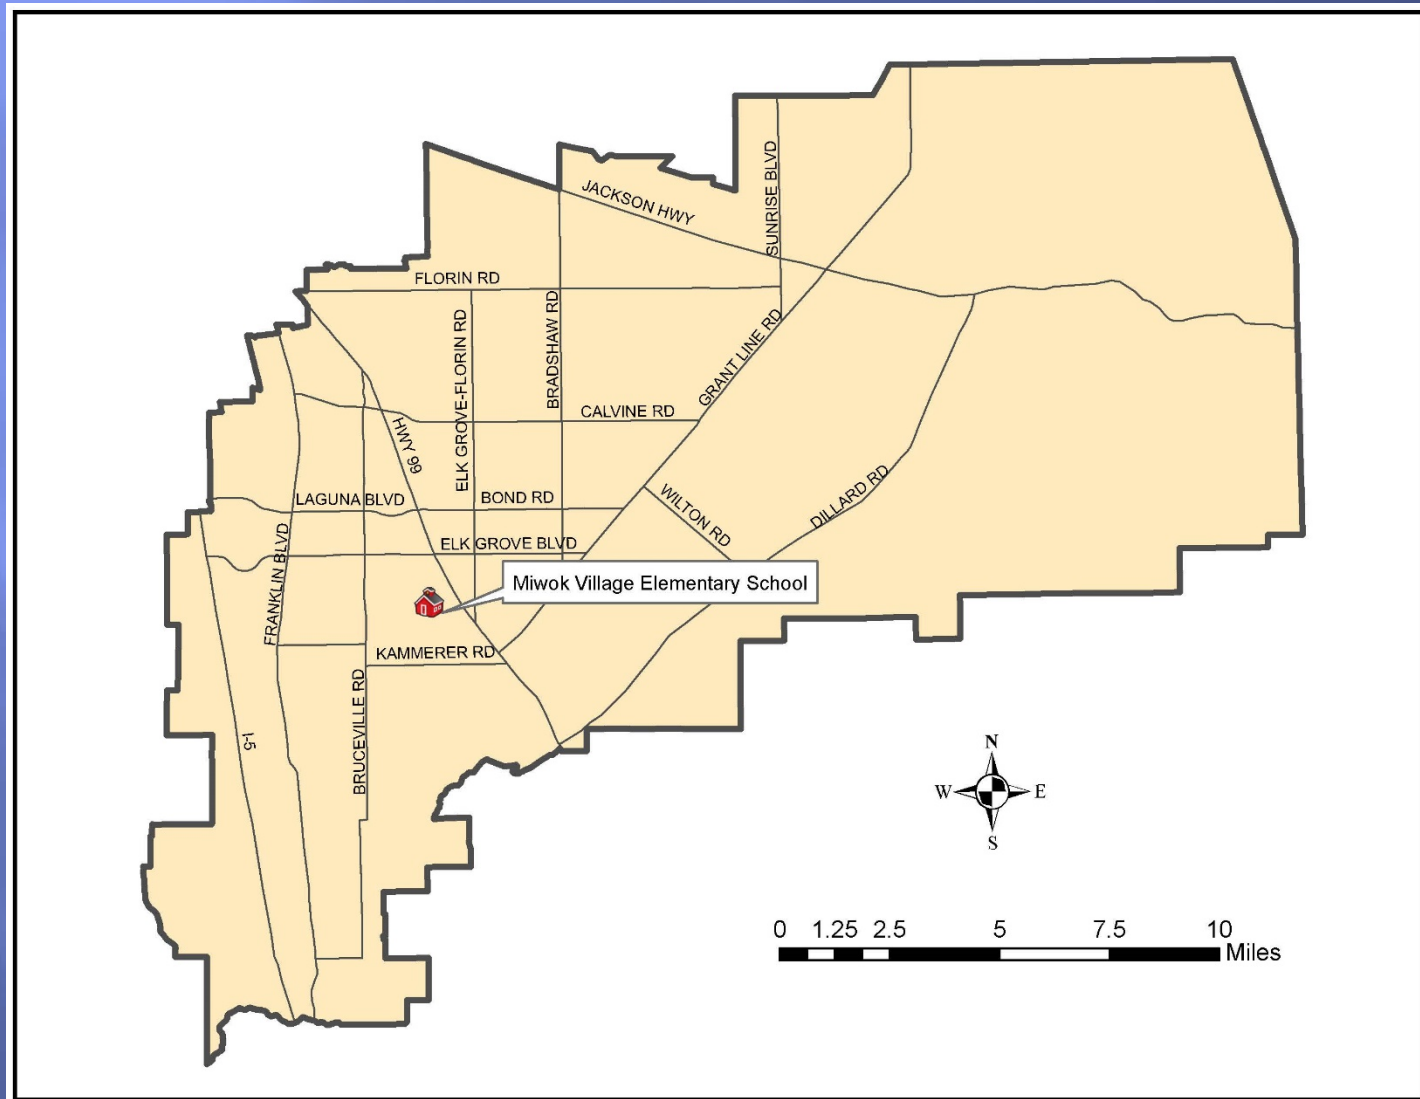 JACKSON HWY
SUNRISE BLVD
FLORIN RD
ELK GROVE-FLORIN RD
BRADSHAW RD
GRANT LINE RD
CALVINE RD
HWY 99
LAGUNA BLVD
BOND RD
WILTON RD
DILLARD RD
ELK GROVE BLVD
FRANKLIN BLVD
Miwok Village Elementary School
KAMMERER RD
BRUCEVILLE RD
I-5
N
W E
S
0 1.25 2.5 5 7.5 10
Miles